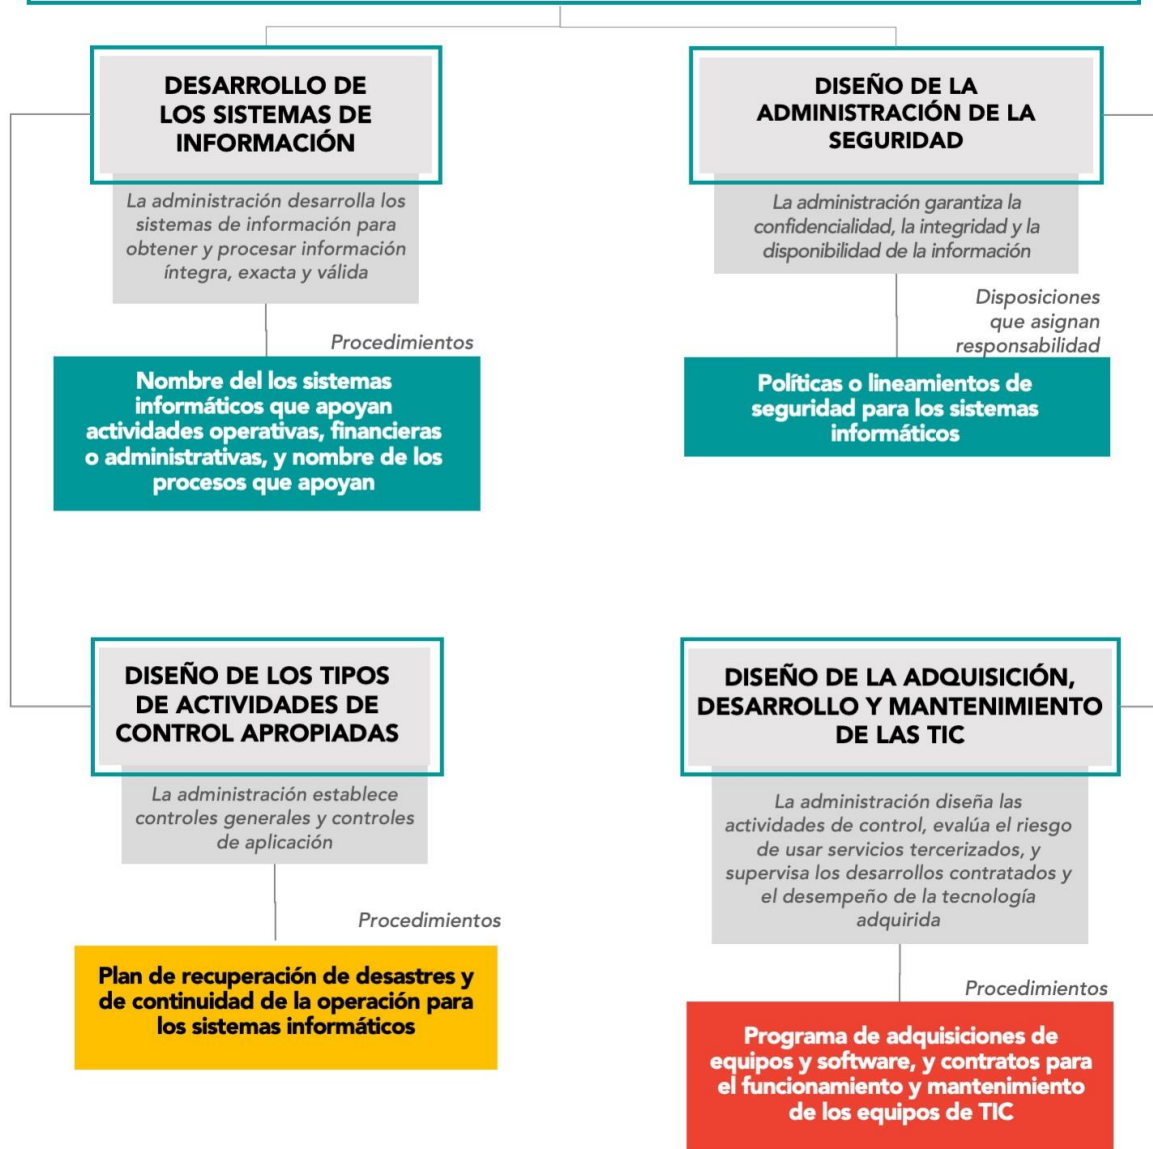 DESARROLLO DE
LOS SISTEMAS DE
INFORMACIÓN
La administración desarrolla los
sistemas de información para
obtener y procesar información
íntegra, exacta y válida
Procedimientos
Nombre del los sistemas
informáticos que apoyan
actividades operativas, financieras
o administrativas, y nombre de los
procesos que apoyan
DISEÑO DE LA
ADMINISTRACIÓN DE LA
SEGURIDAD
La administración garantiza la
confidencialidad, la integridad y la
disponibilidad de la información
Disposiciones
que asignan
responsabilidad
Políticas o lineamientos de
seguridad para los sistemas
informáticos
DISEÑO DE LOS TIPOS
DE ACTIVIDADES DE
CONTROL APROPIADAS
La administración establece
controles generales y controles
de aplicación
Procedimientos
Plan de recuperación de desastres y
de continuidad de la operación para
los sistemas informáticos
DISEÑO DE LA ADQUISICIÓN,
DESARROLLO Y MANTENIMIENTO
DE LAS TIC
La administración diseña las
actividades de control, evalúa el riesgo
de usar servicios tercerizados, y
supervisa los desarrollos contratados y
el desempeño de la tecnología
adquirida
Procedimientos
Programa de adquisiciones de
equipos y software, y contratos para
el funcionamiento y mantenimiento
de los equipos de TIC